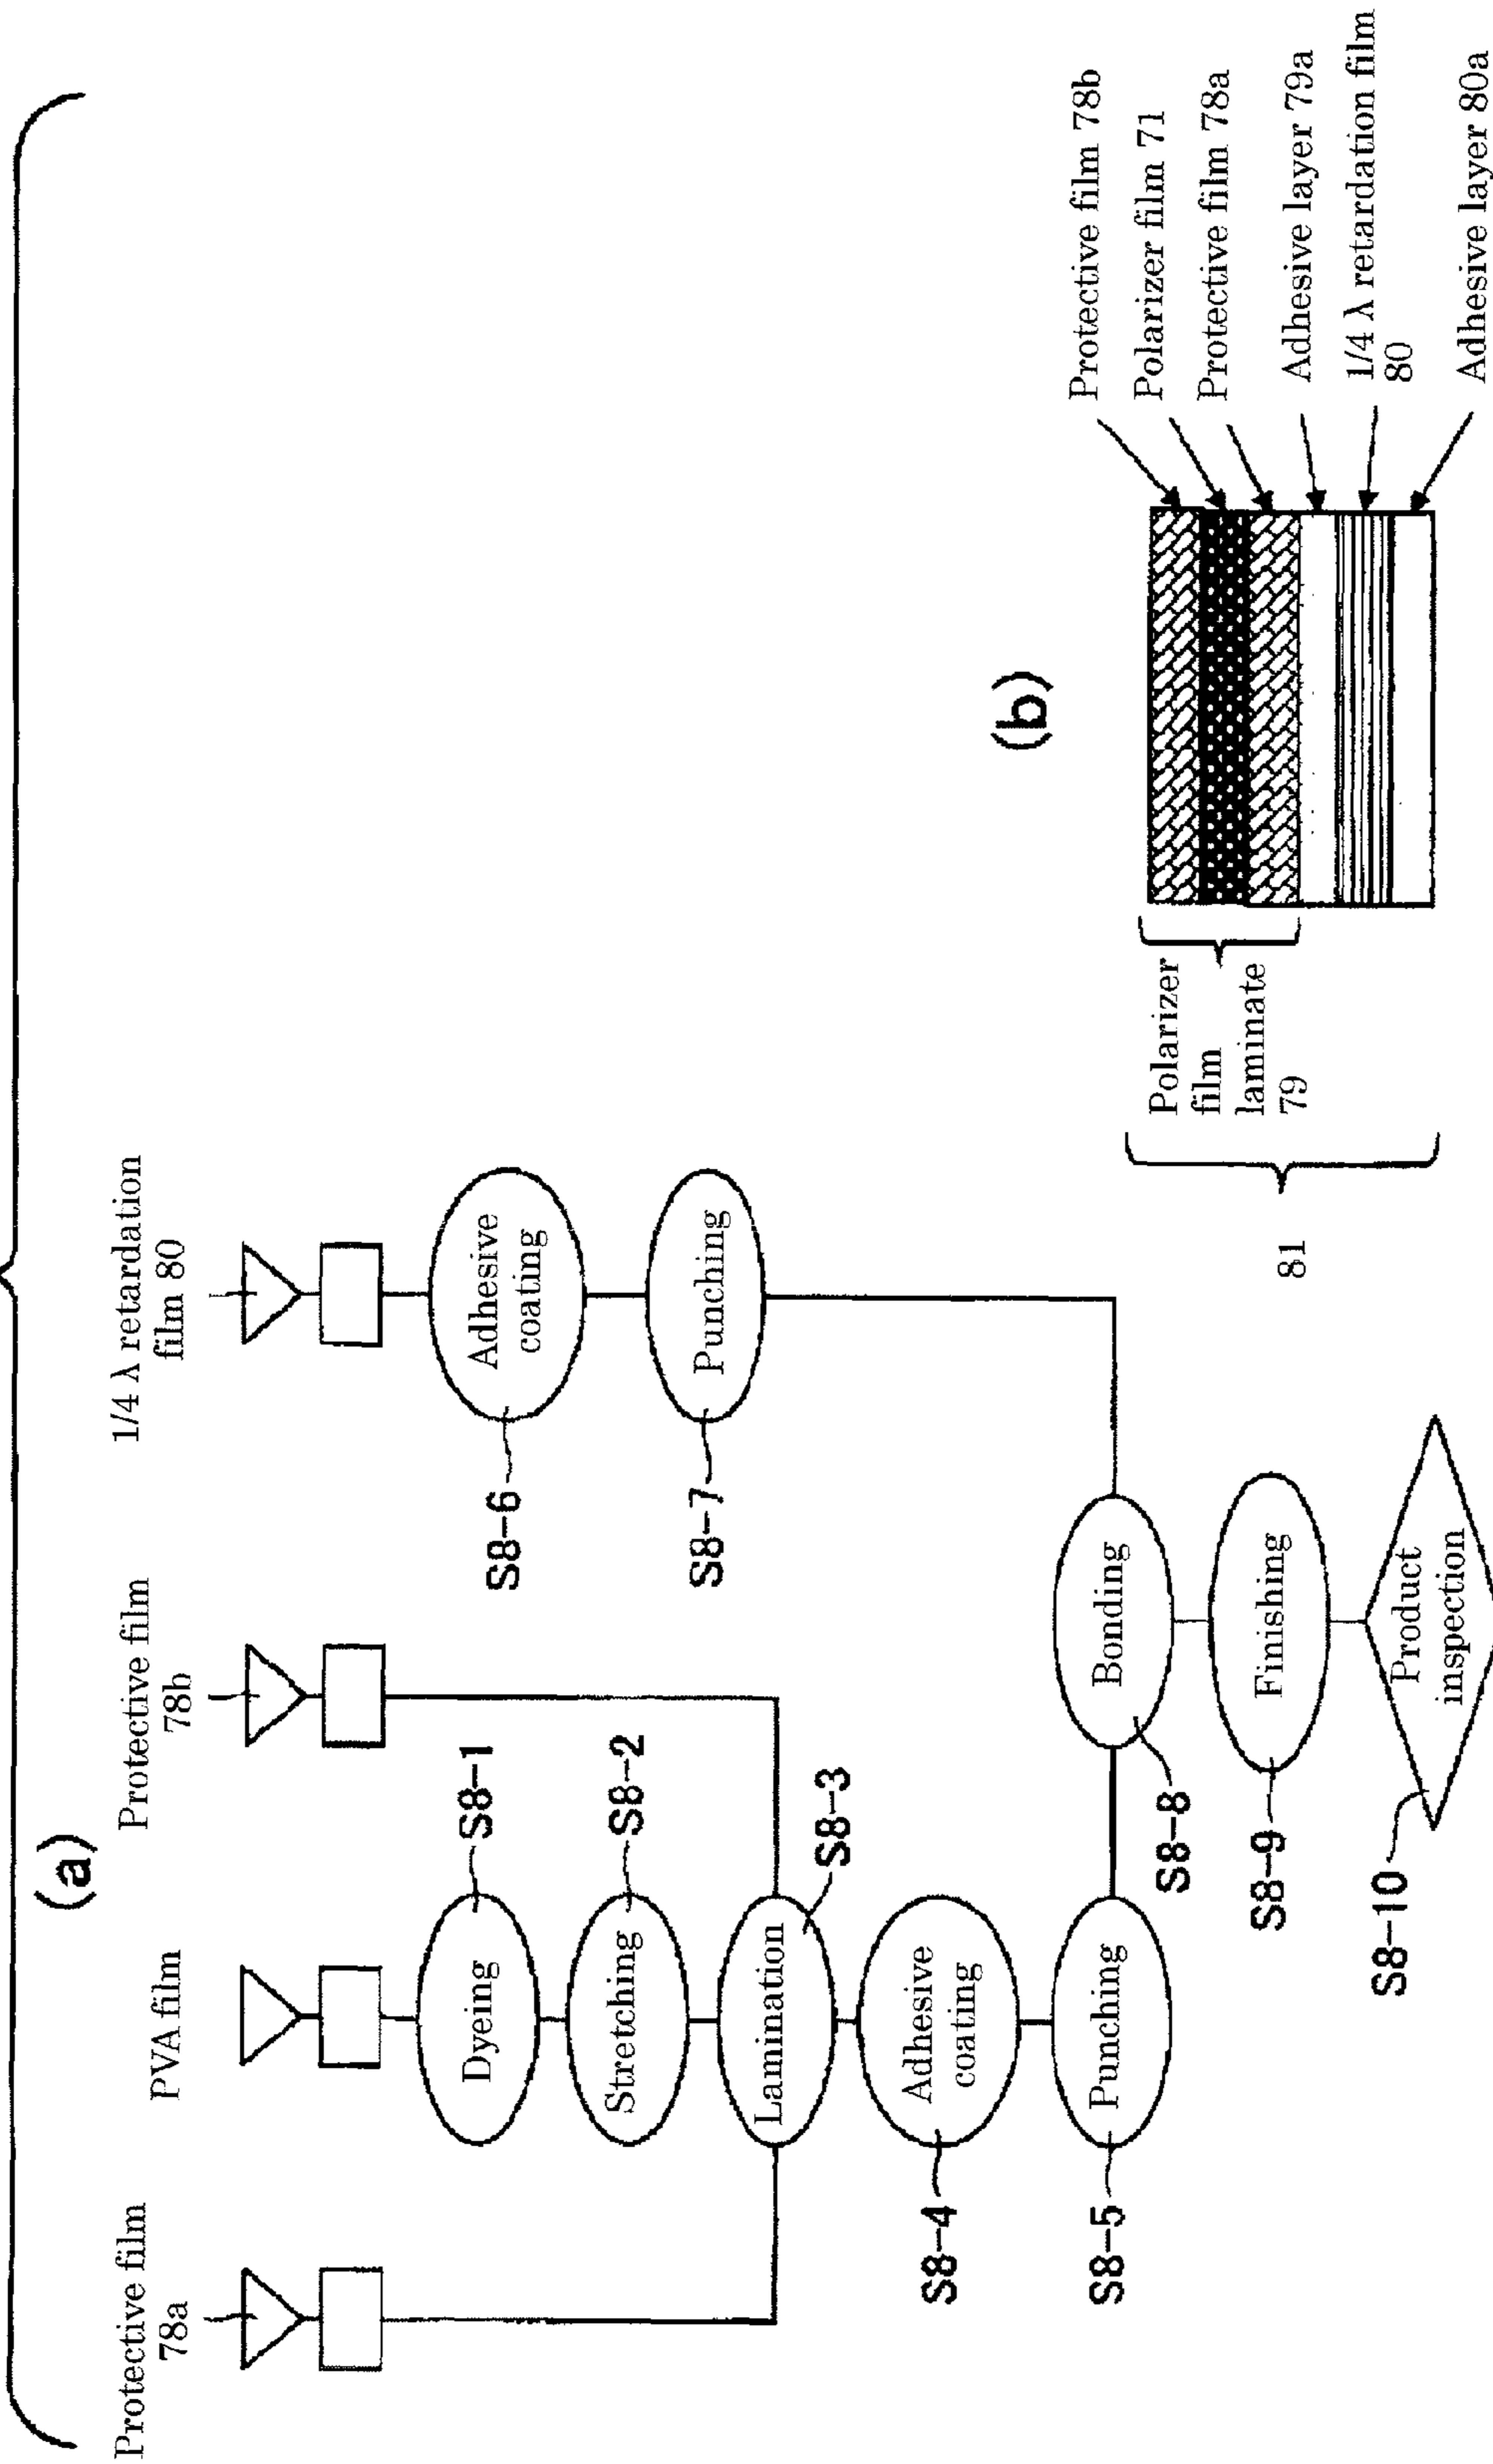 (a)
Protective film
78a
PVA film
Protective film
78b
1/4 λ retardation
film 80
Dyeing
S8-1
Stretching
S8-2
Lamination
S8-3
S8-4
Adhesive
coating
S8-5
Punching
S8-6
Adhesive
coating
S8-7
Punching
Bonding
S8-8
Finishing
S8-9
Product
inspection
S8-10
(b)
Protective film 78b
Polarizer film 71
Protective film 78a
Adhesive layer 79a
1/4 λ retardation film
80
Adhesive layer 80a
Polarizer
film
laminate
79
81